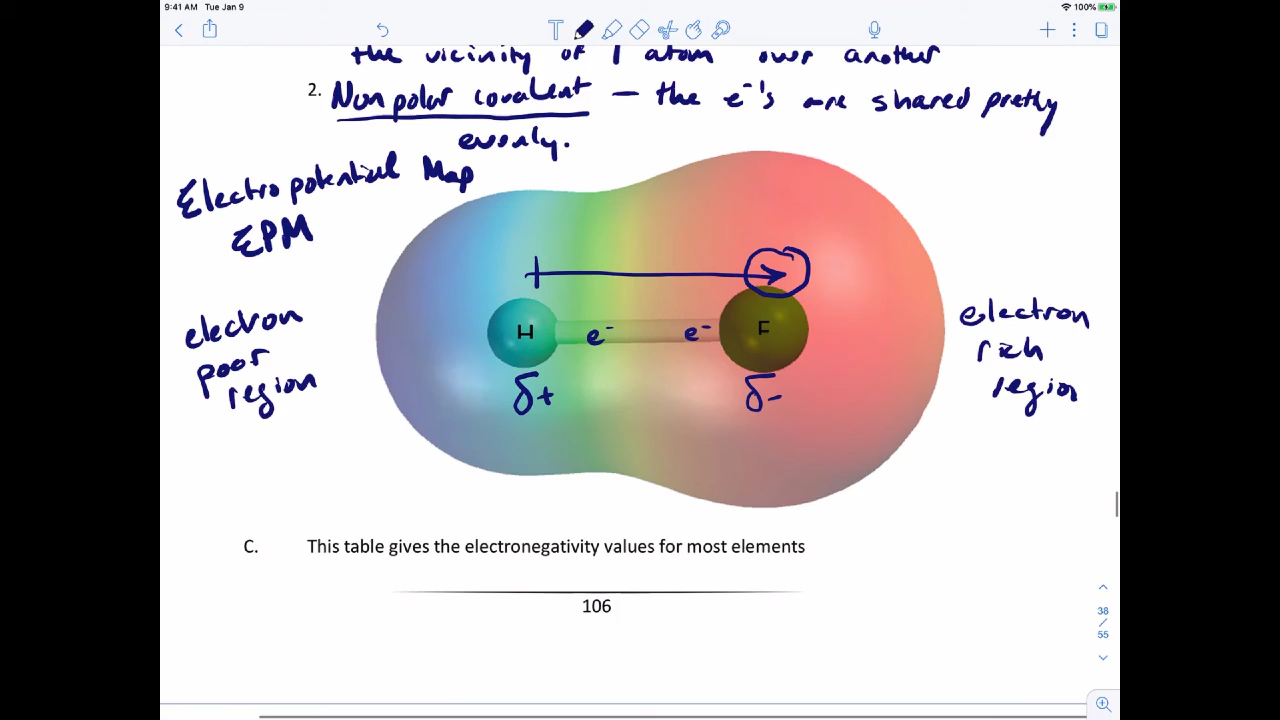 9:41 AM Tue Jan 9
100%
the vicinity of 1 atom over another
2. Nonpolar covalent — the e⁻'s are shared pretty
evenly.
Electropotential Map
EPM
electron
poor
region
H e⁻ e⁻ F
δ+ δ-
electron
rich
region
C. This table gives the electronegativity values for most elements
106
38
/
55